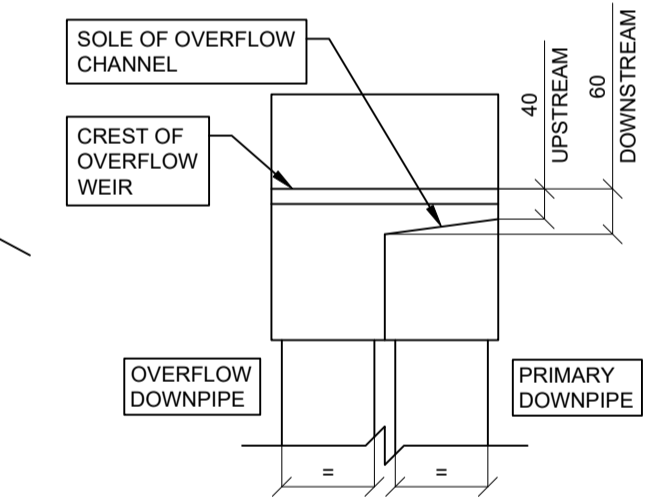 SOLE OF OVERFLOW
CHANNEL
CREST OF
OVERFLOW
WEIR
40
UPSTREAM
60
DOWNSTREAM
OVERFLOW
DOWNPIPE
PRIMARY
DOWNPIPE
=
=